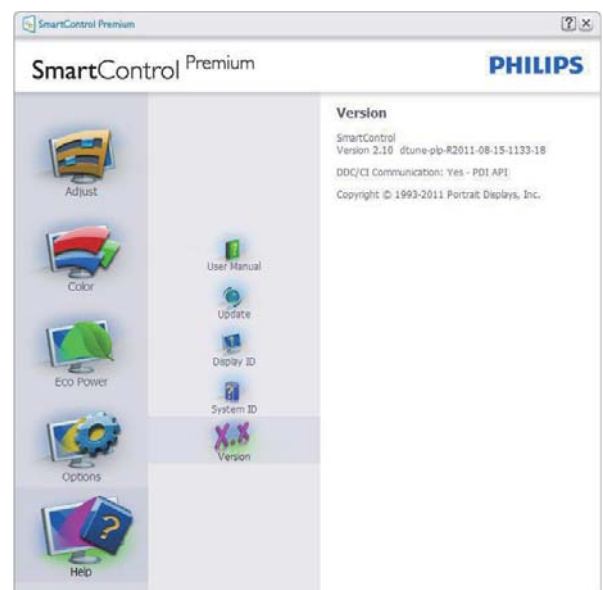 SmartControl Premium
SmartControl Premium
PHILIPS
Adjust
Color
Eco Power
Options
Help
User Manual
Update
Display ID
System ID
X.X
Version
Version
SmartControl
Version 2.10 dtune-plp-R2011-08-15-1133-18
DDC/CI Communication: Yes - PDI API
Copyright © 1993-2011 Portrait Displays, Inc.